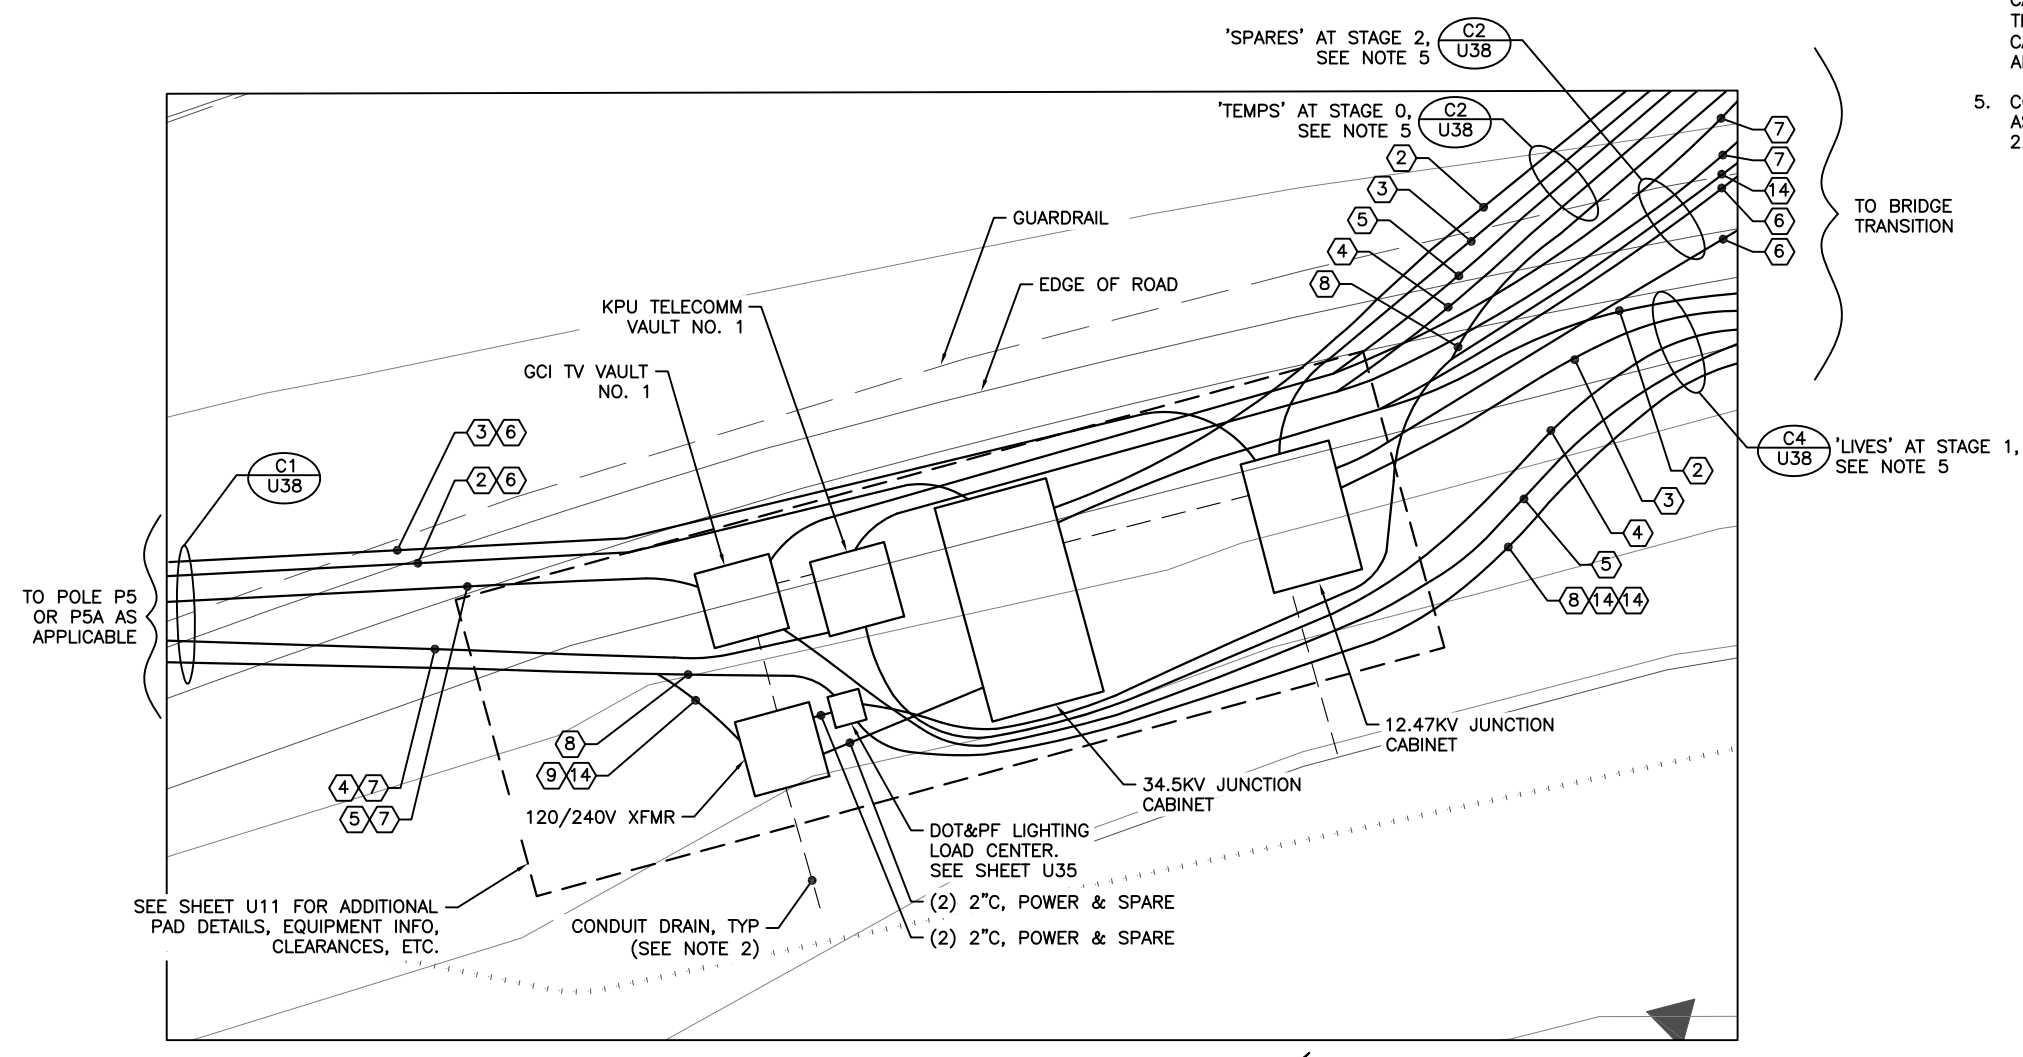 'SPARES' AT STAGE 2,
SEE NOTE 5
C2
U38
'TEMPS' AT STAGE 0,
SEE NOTE 5
C2
U38
5.
2
3
5
4
8
7
7
14
6
6
TO BRIDGE
TRANSITION
GUARDRAIL
EDGE OF ROAD
KPU TELECOMM
VAULT NO. 1
GCI TV VAULT
NO. 1
3 6
2 6
C1
U38
C4
U38
'LIVES' AT STAGE 1,
SEE NOTE 5
2
3
4
5
8 14 14
TO POLE P5
OR P5A AS
APPLICABLE
8
9 14
4 7
5 7
120/240V XFMR
12.47KV JUNCTION
CABINET
34.5KV JUNCTION
CABINET
DOT&PF LIGHTING
LOAD CENTER.
SEE SHEET U35
(2) 2"C, POWER & SPARE
(2) 2"C, POWER & SPARE
SEE SHEET U11 FOR ADDITIONAL
PAD DETAILS, EQUIPMENT INFO,
CLEARANCES, ETC.
CONDUIT DRAIN, TYP
(SEE NOTE 2)